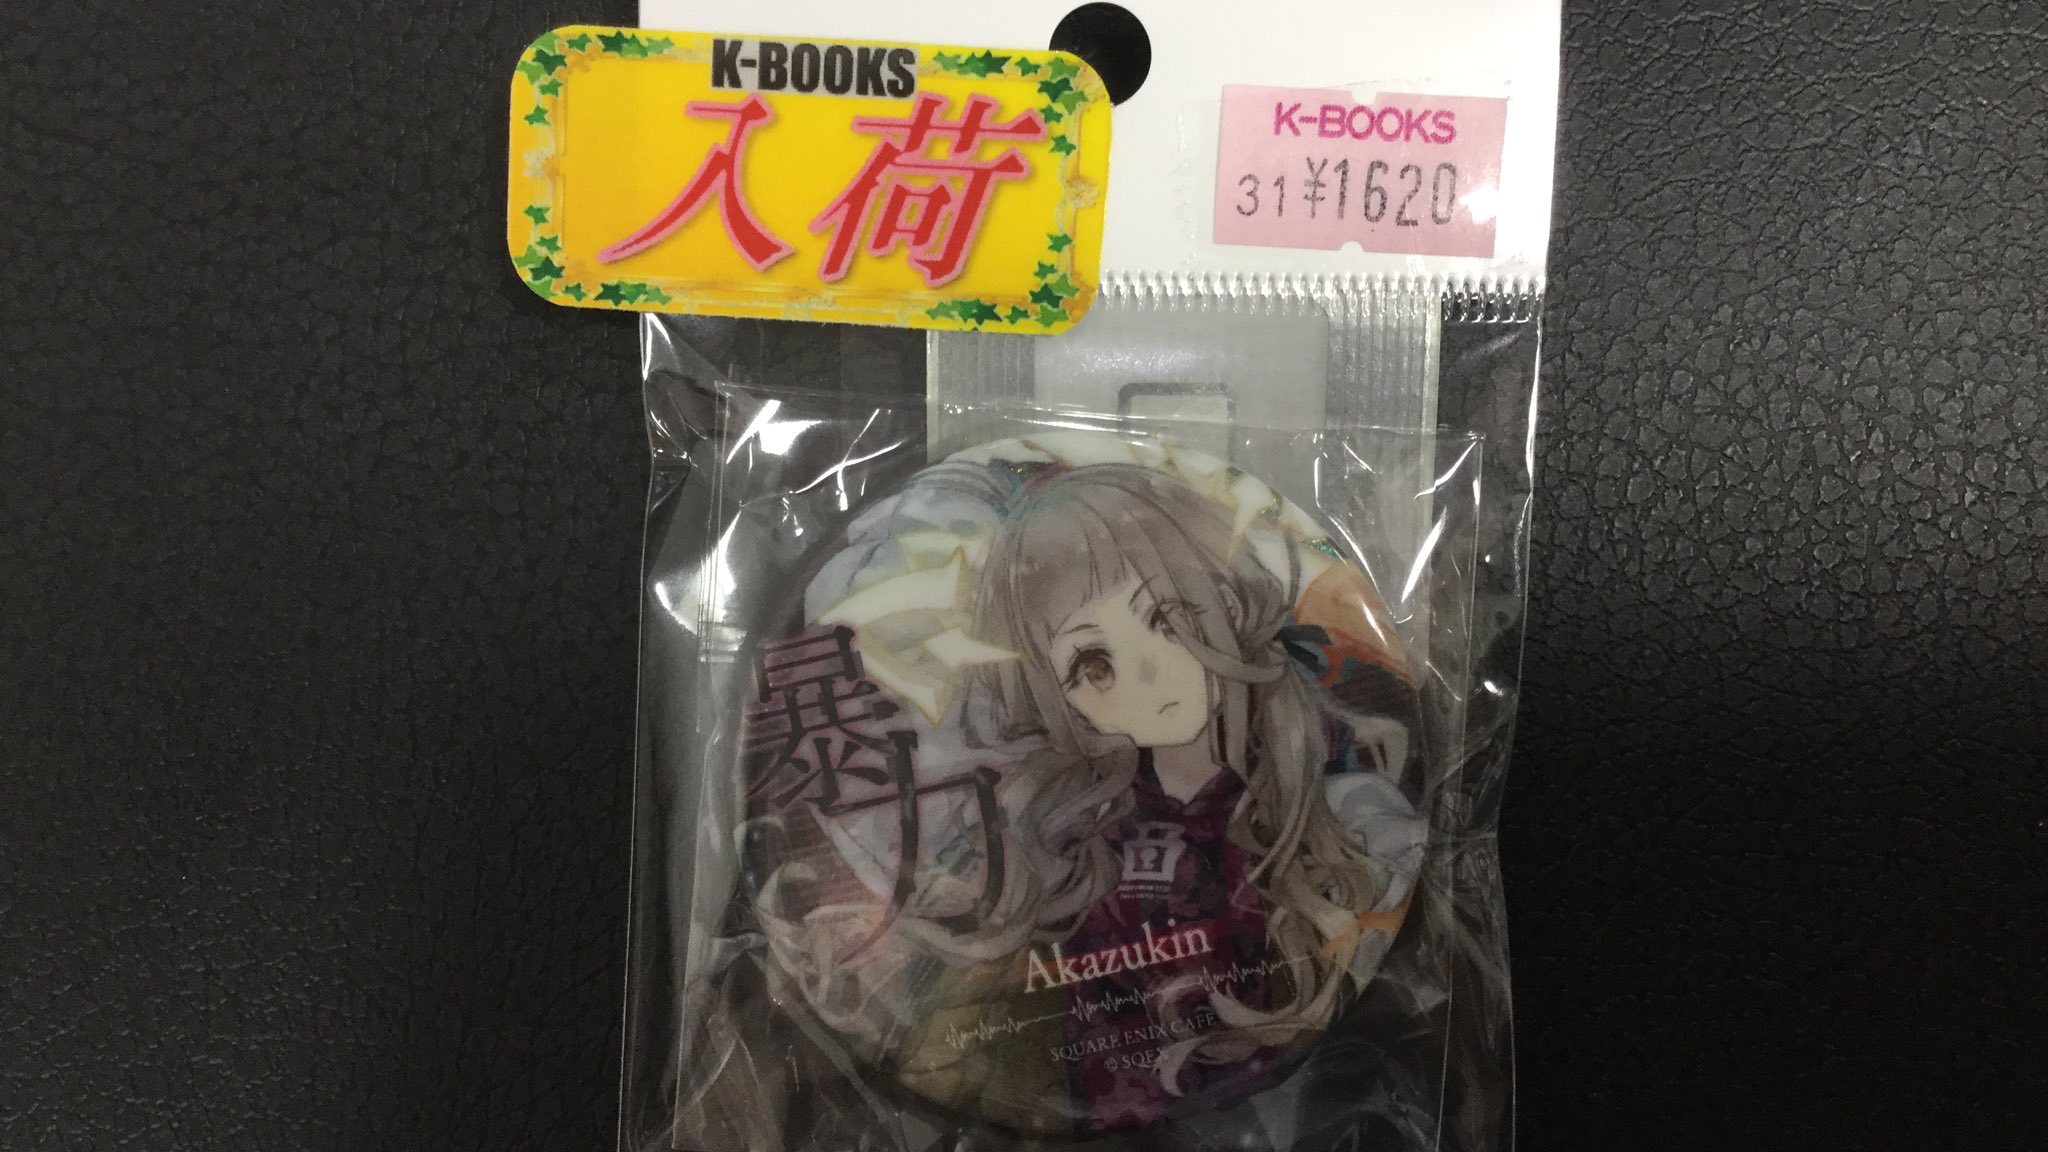 K-BOOKS
入荷
K-BOOKS
31 ¥1620
暴力
Akazukin
SQUARE ENIX CAFE
© SQEX